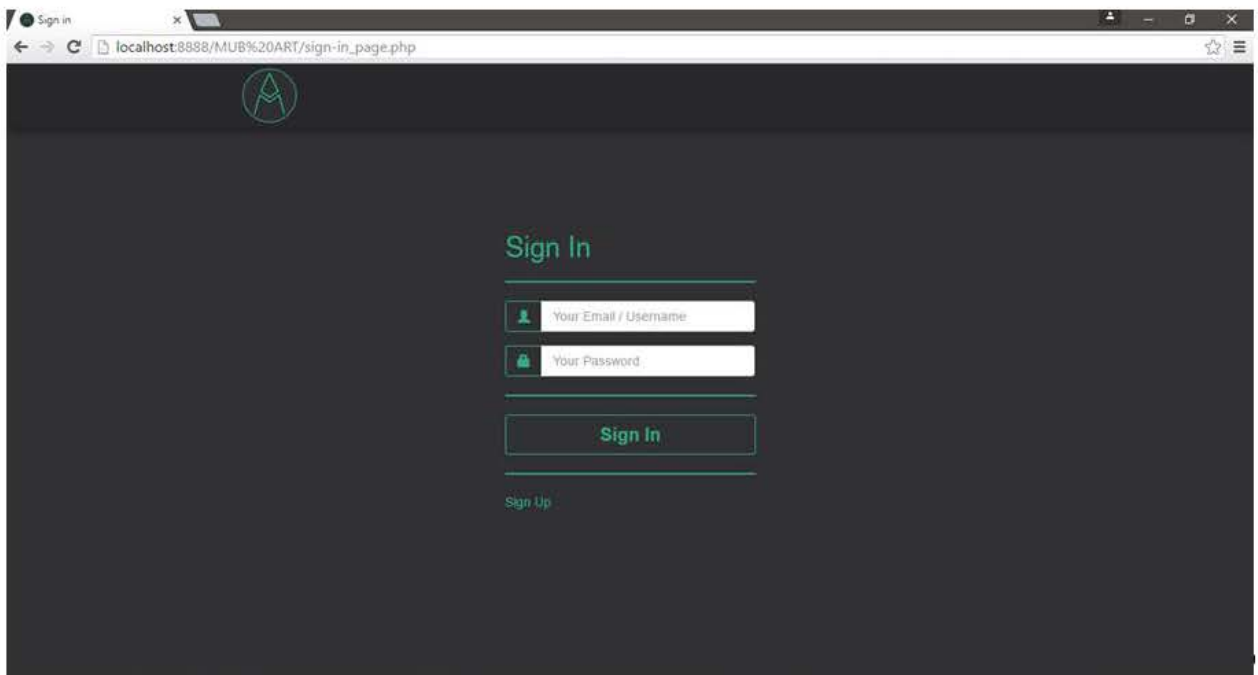 Sign in
localhost:8888/MUB%20ART/sign-in_page.php
Sign In
Your Email / Username
Your Password
Sign In
Sign Up